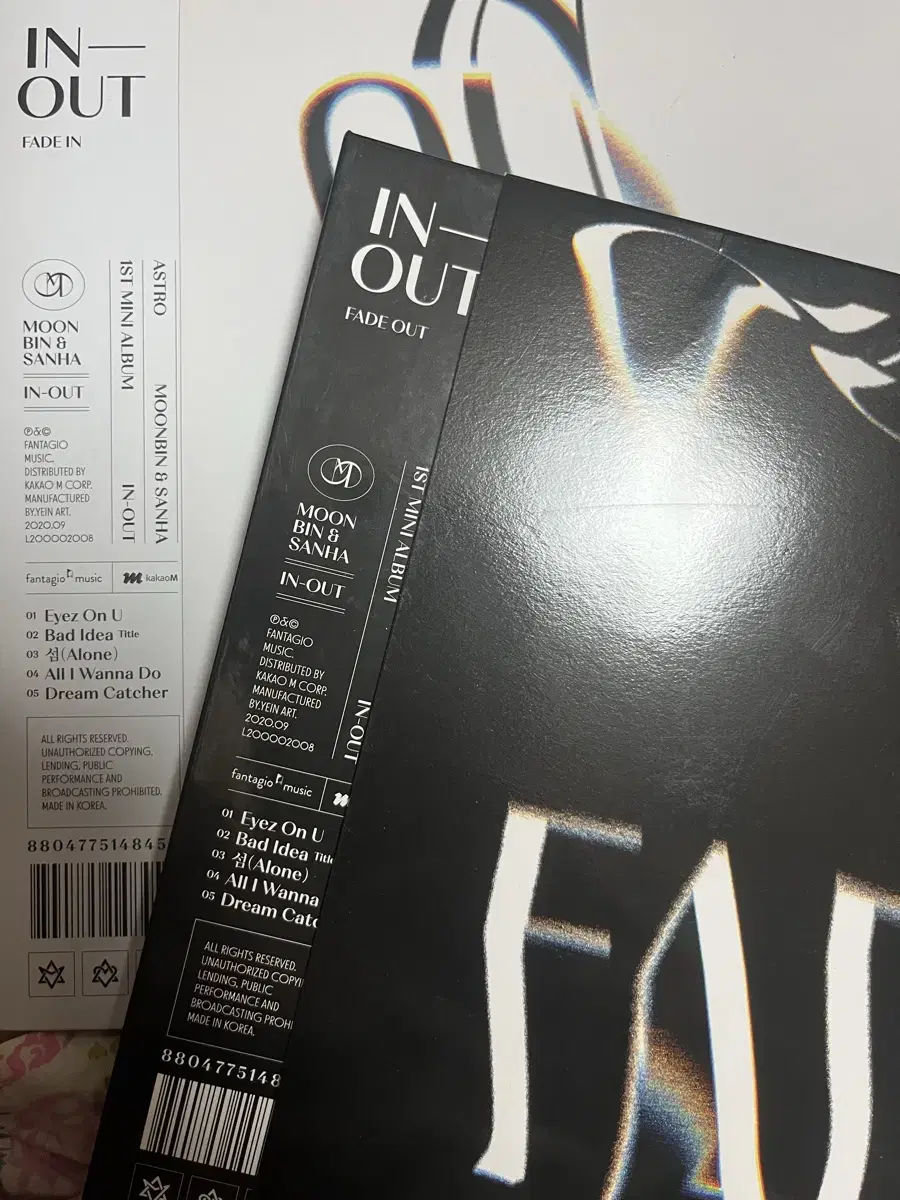 IN—
OUT
FADE IN
MOON
BIN &
SANHA
IN-OUT
℗&©
FANTAGIO
MUSIC.
DISTRIBUTED BY
KAKAO M CORP.
MANUFACTURED
BY.YEIN ART.
2020.09
L200002008
1ST MINI ALBUM IN-OUT
ASTRO MOONBIN & SANHA
fantagio music kakaoM
01 Eyez On U
02 Bad Idea Title
03 섬(Alone)
04 All I Wanna Do
05 Dream Catcher
ALL RIGHTS RESERVED.
UNAUTHORIZED COPYING,
LENDING, PUBLIC
PERFORMANCE AND
BROADCASTING PROHIBITED.
MADE IN KOREA.
880477514845
IN—
OUT
FADE OUT
MOON
BIN &
SANHA
IN-OUT
℗&©
FANTAGIO
MUSIC.
DISTRIBUTED BY
KAKAO M CORP.
MANUFACTURED
BY.YEIN ART.
2020.09
L200002008
1ST MINI ALBUM IN-OUT
fantagio music
01 Eyez On U
02 Bad Idea Title
03 섬(Alone)
04 All I Wanna
05 Dream Catc
ALL RIGHTS RESERVED.
UNAUTHORIZED COPYI
LENDING, PUBLIC
PERFORMANCE AND
BROADCASTING PROHI
MADE IN KOREA.
8804775148
FA